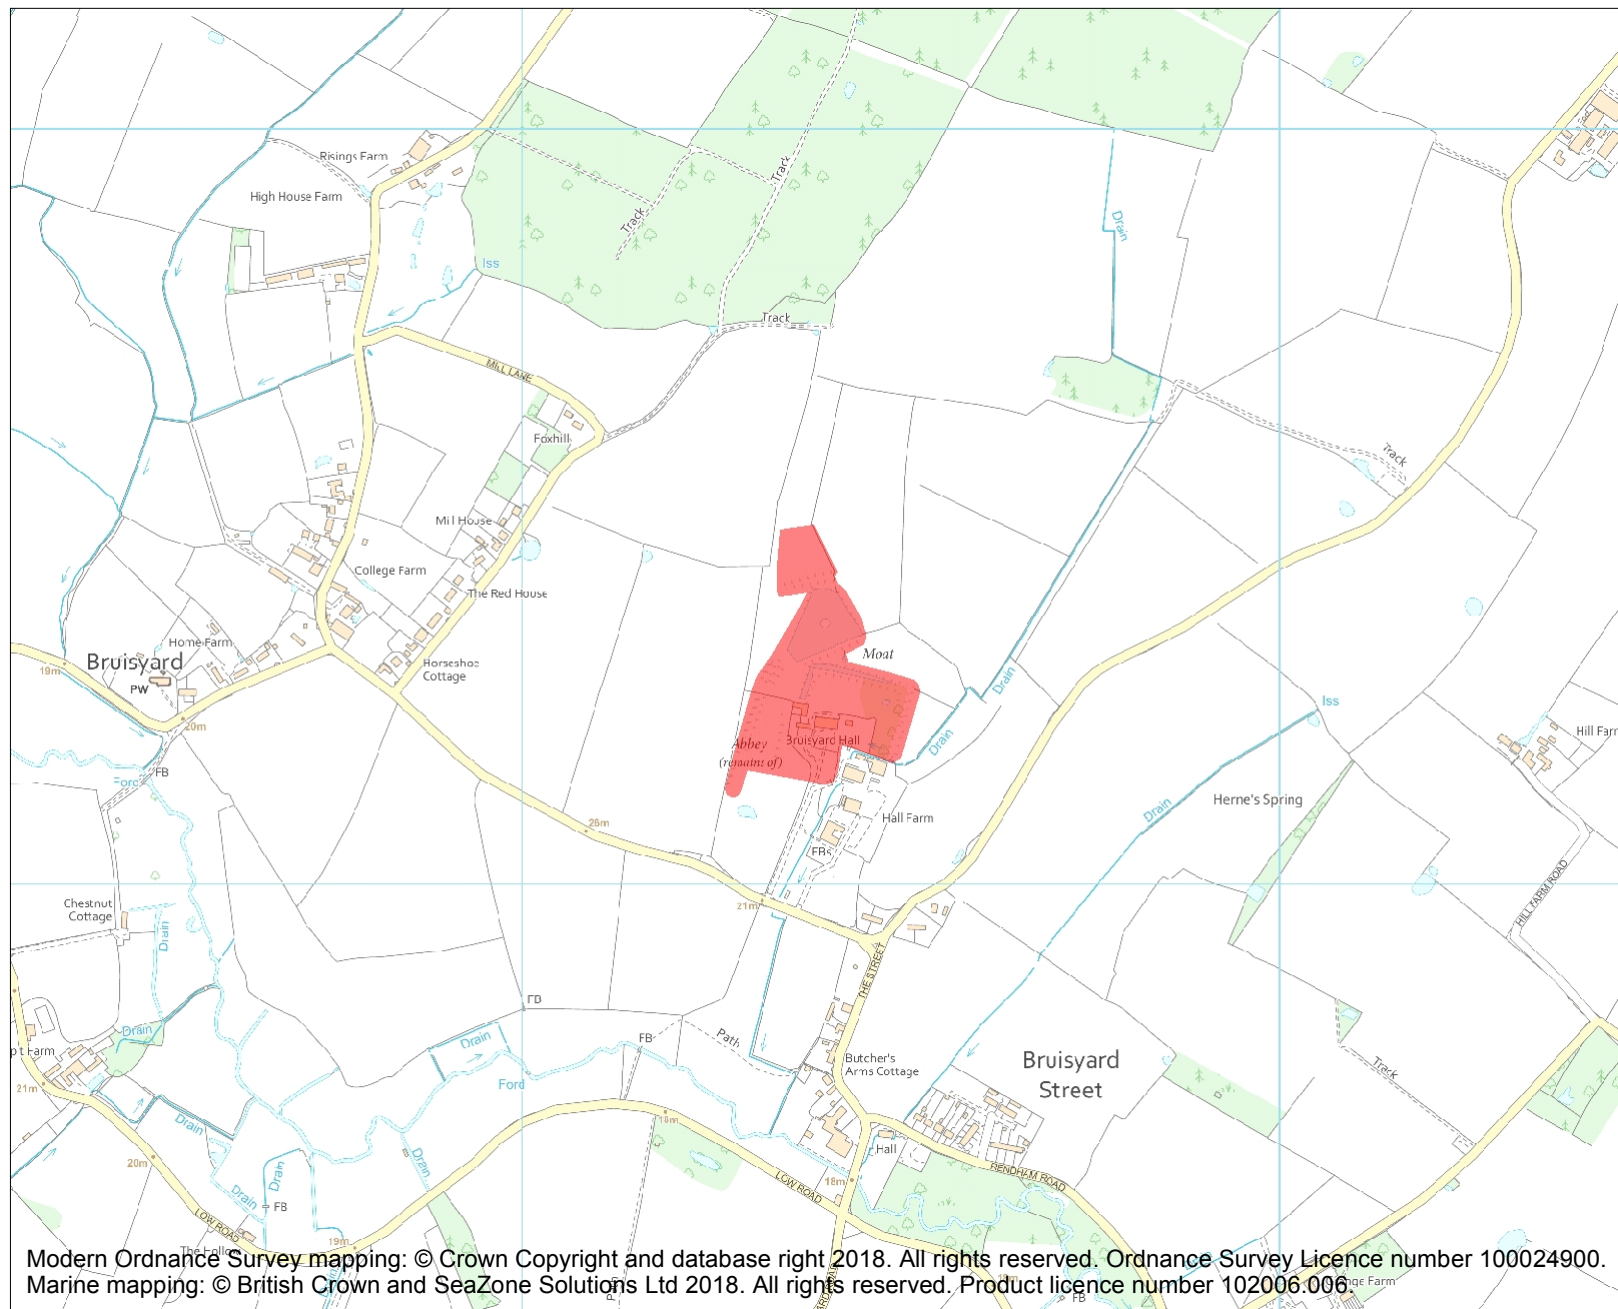 Risings Farm
High House Farm
Track
Track
Drain
Iss
Track
MILL LANE
Foxhill
Track
Mill House
College Farm
The Red House
Home Farm
Bruisyard
PW
19m
20m
Horseshoe
Cottage
Moat
Drain
Drain
Bruisyard Hall
Abbey
(remains of)
Iss
Hill Farm
FB
Ford
Drain
Herne's Spring
26m
Hall Farm
FBs
HILL FARM ROAD
Chestnut
Cottage
21m
Drain
THE STREET
FB
Drain
FB
Path
Drain
Ford
Butcher's
Arms Cottage
Bruisyard
Street
Track
21m
Drain
19m
Hall
20m
Drain
Drain
Drain
FB
LOW ROAD
LOW ROAD
18m
RENDHAM ROAD
19m
The Hollow
Modern Ordnance Survey mapping: © Crown Copyright and database right 2018. All rights reserved. Ordnance Survey Licence number 100024900.
Marine mapping: © British Crown and SeaZone Solutions Ltd 2018. All rights reserved. Product licence number 102006.006.
FB